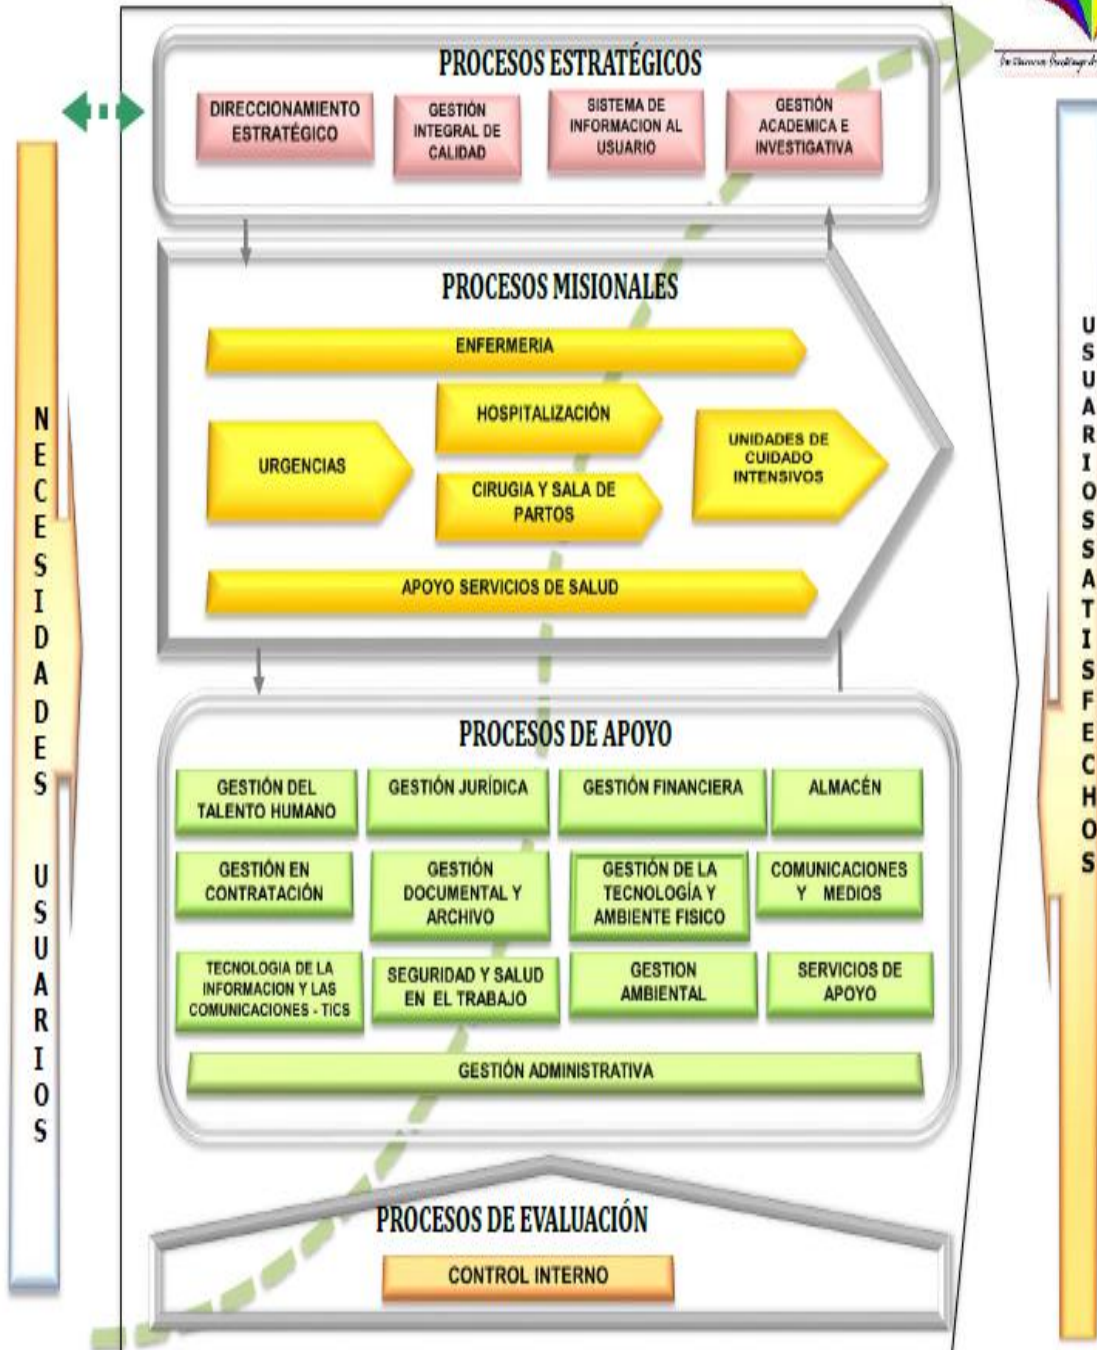 PROCESOS ESTRATÉGICOS
DIRECCIONAMIENTO
ESTRATÉGICO
GESTIÓN
INTEGRAL DE
CALIDAD
SISTEMA DE
INFORMACION AL
USUARIO
GESTIÓN
ACADEMICA E
INVESTIGATIVA
PROCESOS MISIONALES
ENFERMERIA
URGENCIAS
HOSPITALIZACIÓN
CIRUGIA Y SALA DE
PARTOS
UNIDADES DE
CUIDADO
INTENSIVOS
APOYO SERVICIOS DE SALUD
PROCESOS DE APOYO
GESTIÓN DEL
TALENTO HUMANO
GESTIÓN JURÍDICA
GESTIÓN FINANCIERA
ALMACÉN
GESTIÓN EN
CONTRATACIÓN
GESTIÓN
DOCUMENTAL Y
ARCHIVO
GESTIÓN DE LA
TECNOLOGÍA Y
AMBIENTE FISICO
COMUNICACIONES
Y MEDIOS
TECNOLOGIA DE LA
INFORMACION Y LAS
COMUNICACIONES - TICS
SEGURIDAD Y SALUD
EN EL TRABAJO
GESTION
AMBIENTAL
SERVICIOS DE
APOYO
GESTIÓN ADMINISTRATIVA
PROCESOS DE EVALUACIÓN
CONTROL INTERNO
NECESIDADES USUARIOS
USUARIOSSATISFECHOS